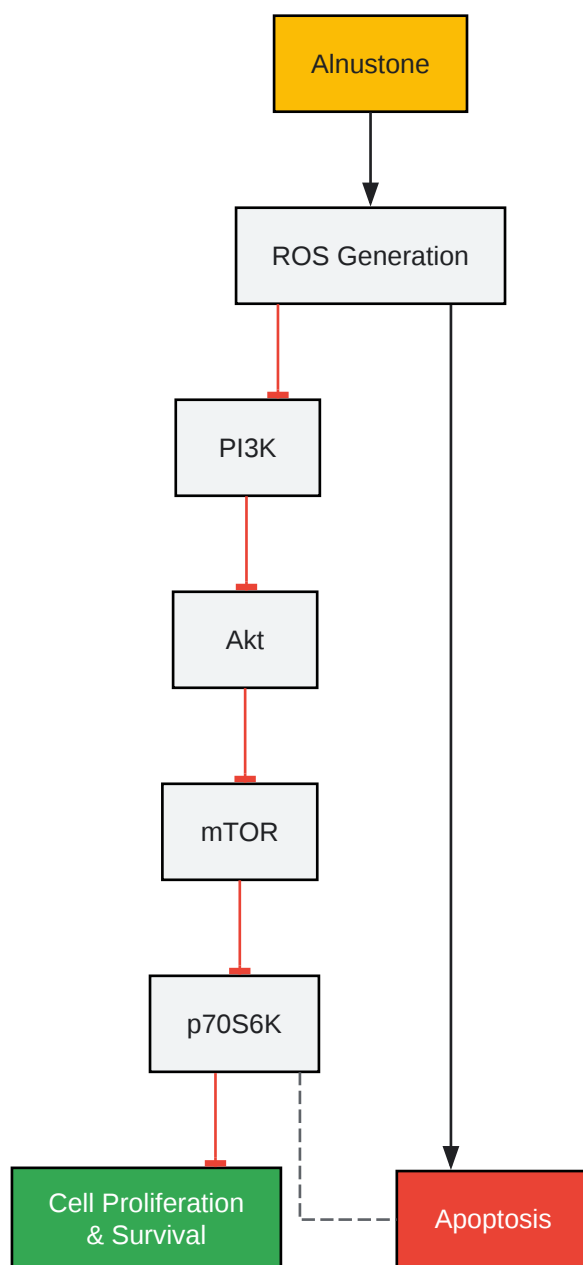 Alnustone
ROS Generation
PI3K
Akt
mTOR
p70S6K
Cell Proliferation
& Survival
Apoptosis